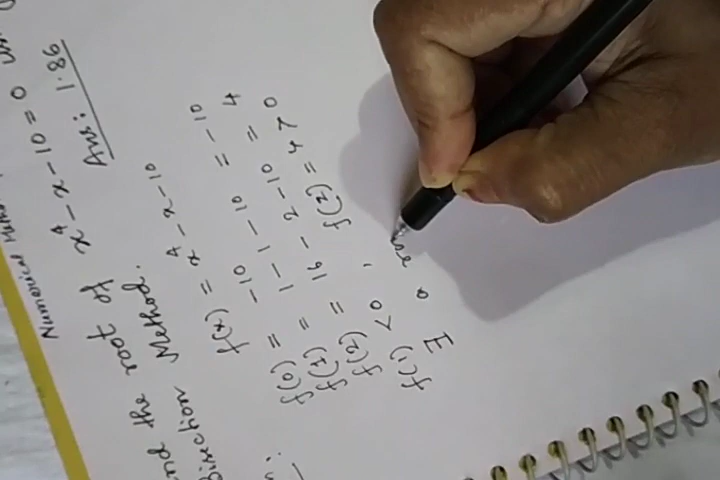 Numerical
nd the root of x⁴ - x - 10 = 0
Bisection Method. Ans: 1.86
f(x) = x⁴ - x - 10
f(0) = -10 = -10
f(1) = 1 - 1 - 10 = -10
f(2) = 16 - 2 - 10 = 4
f(1) < 0 , f(2) = 4 > 0
∃ a